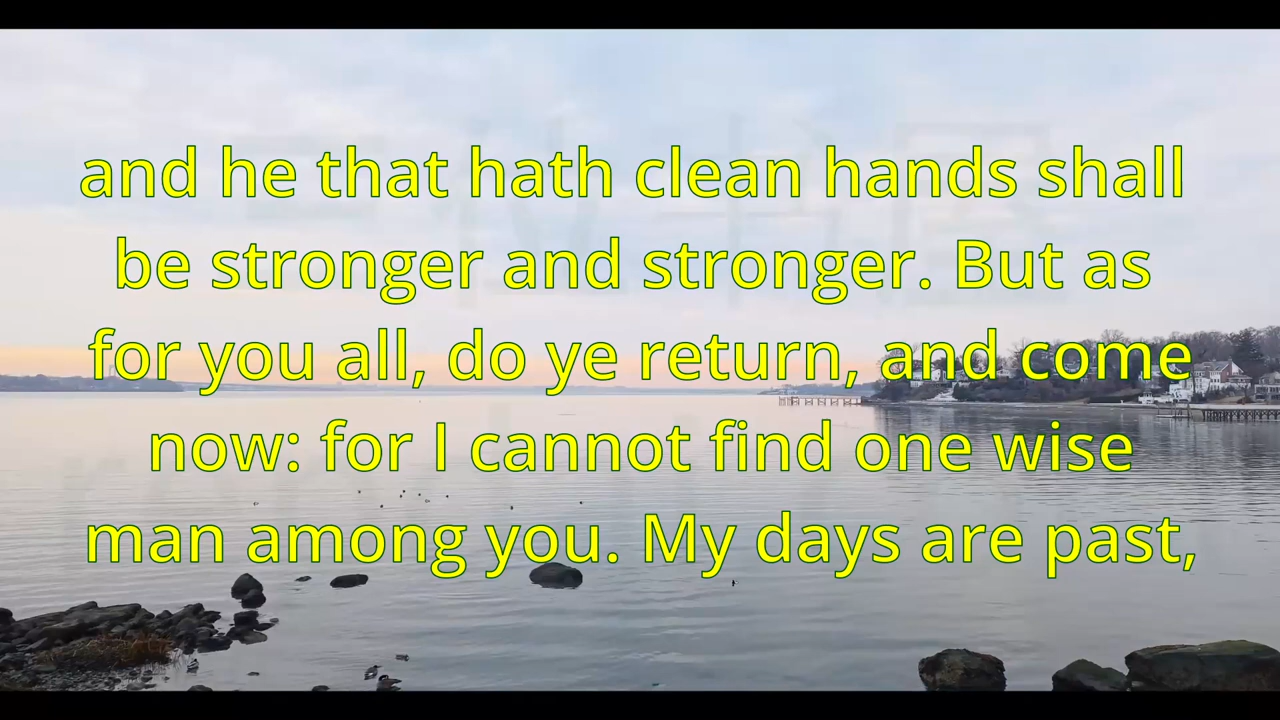 and he that hath clean hands shall
be stronger and stronger. But as
for you all, do ye return, and come
now: for I cannot find one wise
man among you. My days are past,